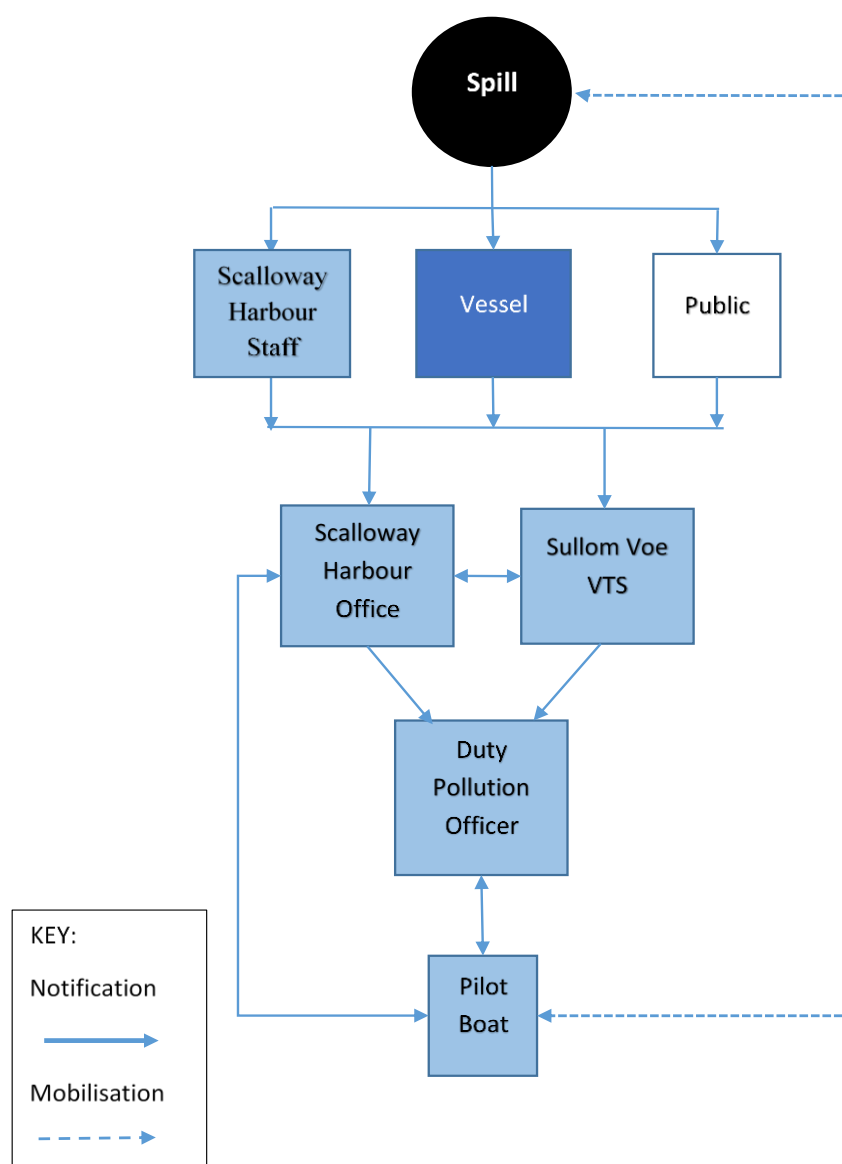 Spill
Scalloway
Harbour
Staff
Vessel
Public
Scalloway
Harbour
Office
Sullom Voe
VTS
Duty
Pollution
Officer
Pilot
Boat
KEY:
Notification
Mobilisation